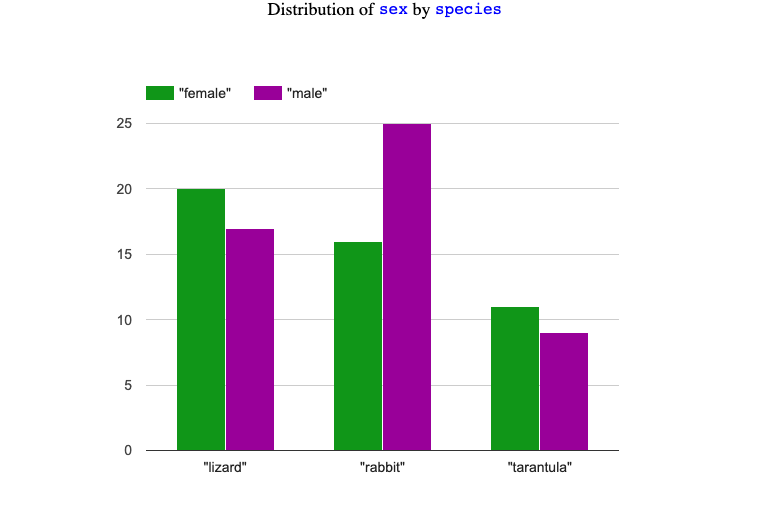 Distribution of sex by species
"female" "male"
25
20
15
10
5
0
"lizard" "rabbit" "tarantula"